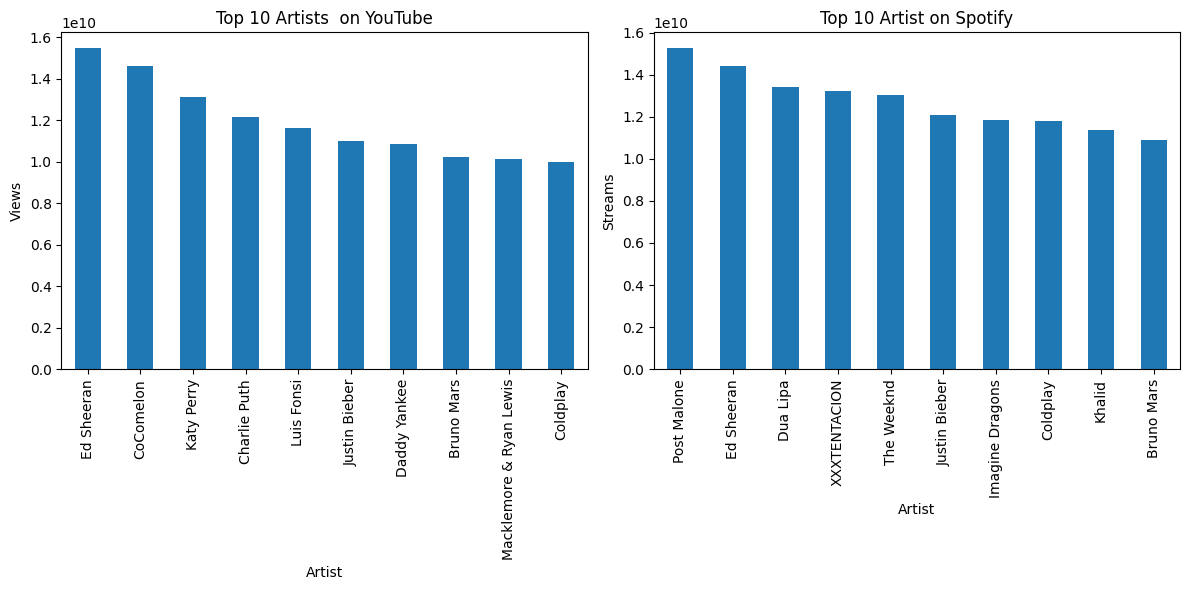 Top 10 Artists  on YouTube
1e10
1.6
1.4
1.2
1.0
0.8
0.6
0.4
0.2
0.0
Views
Ed Sheeran
CoComelon
Katy Perry
Charlie Puth
Luis Fonsi
Justin Bieber
Daddy Yankee
Bruno Mars
Macklemore & Ryan Lewis
Coldplay
Artist
Top 10 Artist on Spotify
1e10
1.6
1.4
1.2
1.0
0.8
0.6
0.4
0.2
0.0
Streams
Post Malone
Ed Sheeran
Dua Lipa
XXXTENTACION
The Weeknd
Justin Bieber
Imagine Dragons
Coldplay
Khalid
Bruno Mars
Artist